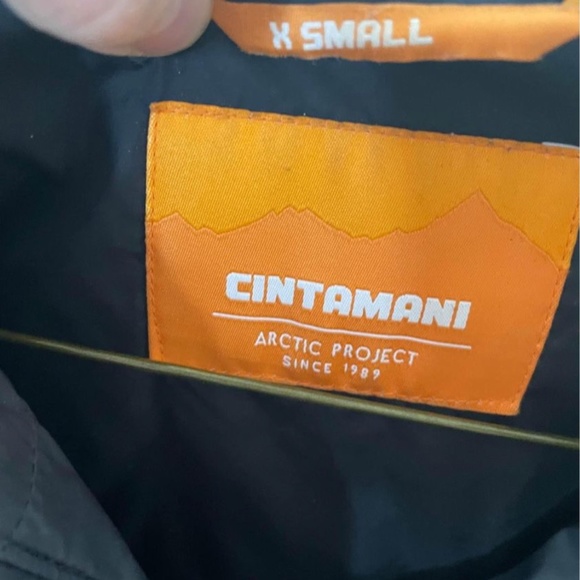 X SMALL
CINTAMANI
ARCTIC PROJECT
SINCE 1989